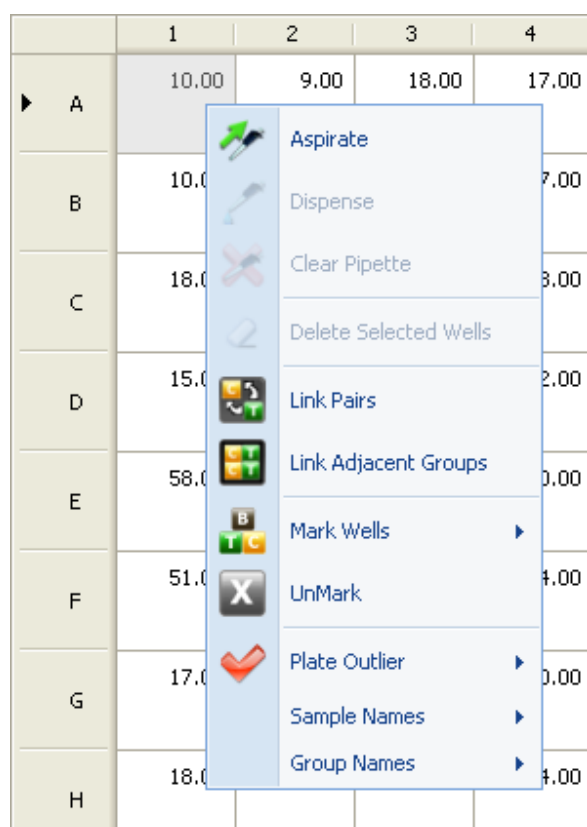 1 2 3 4
A 10.00 9.00 18.00 17.00
Aspirate
B
Dispense
Clear Pipette
C
Delete Selected Wells
D
Link Pairs
Link Adjacent Groups
E
Mark Wells
F
UnMark
Plate Outlier
G
Sample Names
Group Names
H